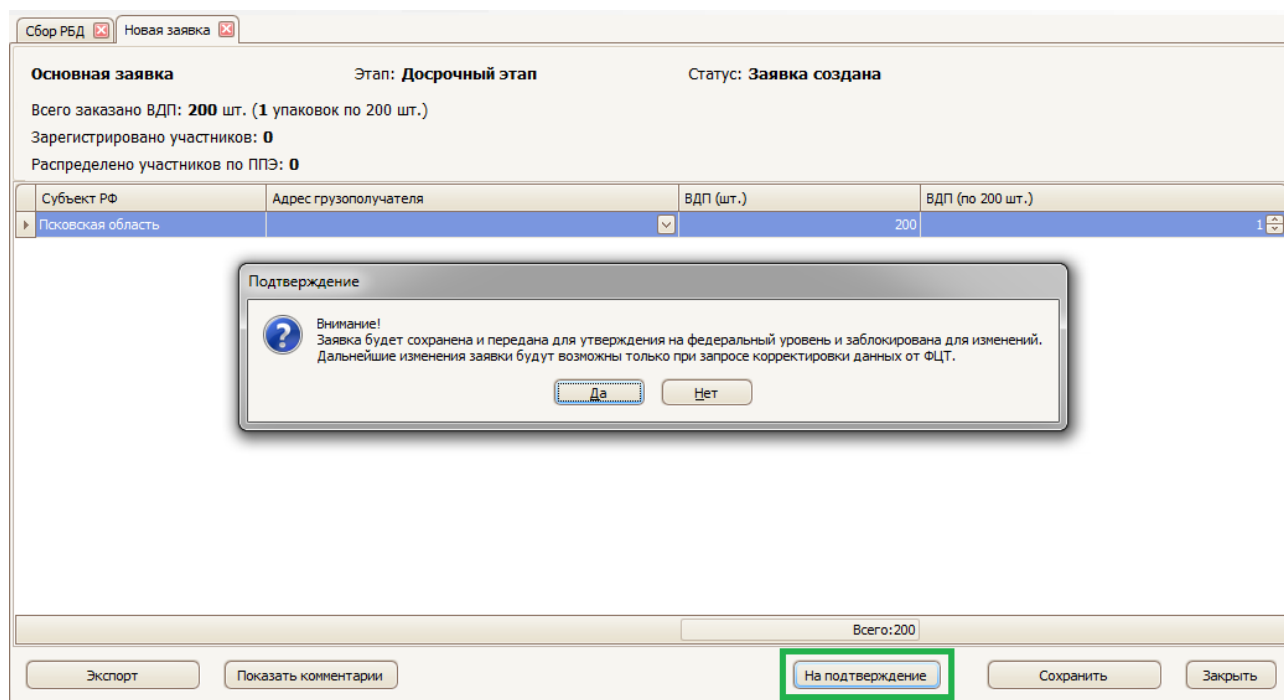 Сбор РБД Новая заявка
Основная заявка Этап: Досрочный этап Статус: Заявка создана
Всего заказано ВДП: 200 шт. (1 упаковок по 200 шт.)
Зарегистрировано участников: 0
Распределено участников по ППЭ: 0
Субъект РФ Адрес грузополучателя ВДП (шт.) ВДП (по 200 шт.)
Псковская область 200 1
Подтверждение
Внимание!
Заявка будет сохранена и передана для утверждения на федеральный уровень и заблокирована для изменений.
Дальнейшие изменения заявки будут возможны только при запросе корректировки данных от ФЦТ.
Да Нет
Всего:200
Экспорт Показать комментарии На подтверждение Сохранить Закрыть